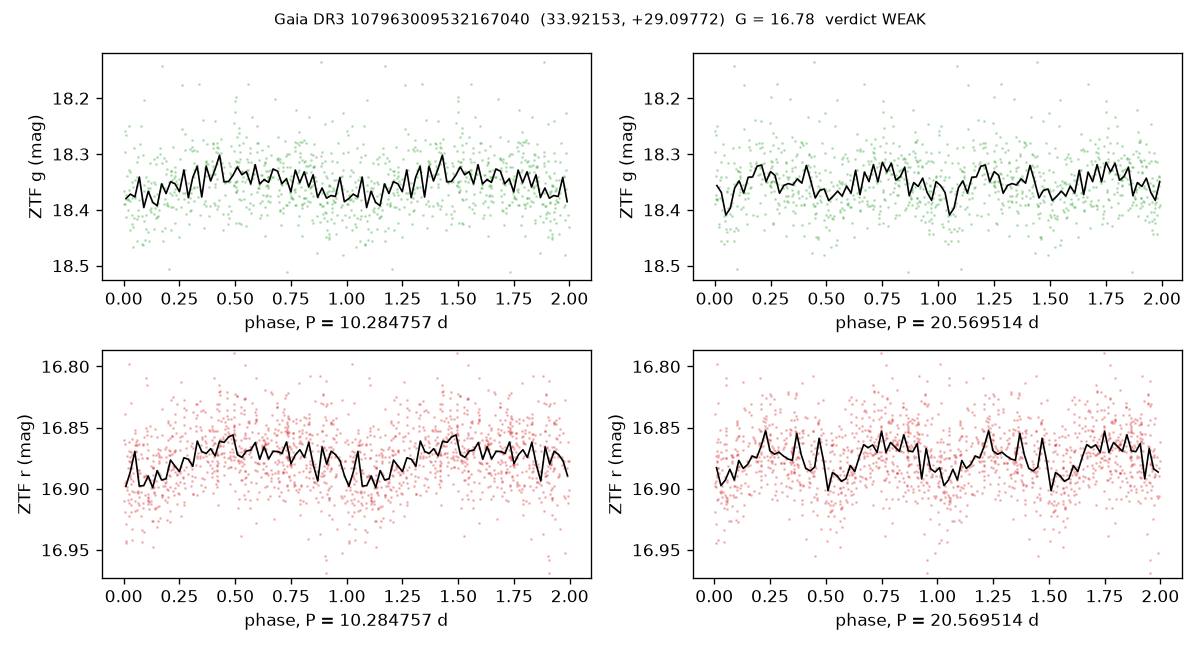 Gaia DR3 107963009532167040 (33.92153, +29.09772) G = 16.78 verdict WEAK
ZTF g (mag)
18.2
18.3
18.4
18.5
0.00 0.25 0.50 0.75 1.00 1.25 1.50 1.75 2.00
phase, P = 10.284757 d
ZTF g (mag)
18.2
18.3
18.4
18.5
0.00 0.25 0.50 0.75 1.00 1.25 1.50 1.75 2.00
phase, P = 20.569514 d
ZTF r (mag)
16.80
16.85
16.90
16.95
0.00 0.25 0.50 0.75 1.00 1.25 1.50 1.75 2.00
phase, P = 10.284757 d
ZTF r (mag)
16.80
16.85
16.90
16.95
0.00 0.25 0.50 0.75 1.00 1.25 1.50 1.75 2.00
phase, P = 20.569514 d